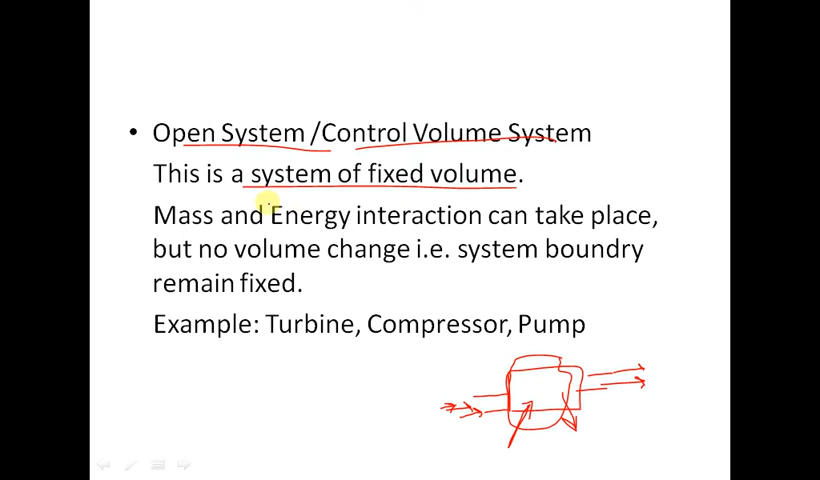 • Open System /Control Volume System
This is a system of fixed volume.
Mass and Energy interaction can take place,
but no volume change i.e. system boundry
remain fixed.
Example: Turbine, Compressor, Pump